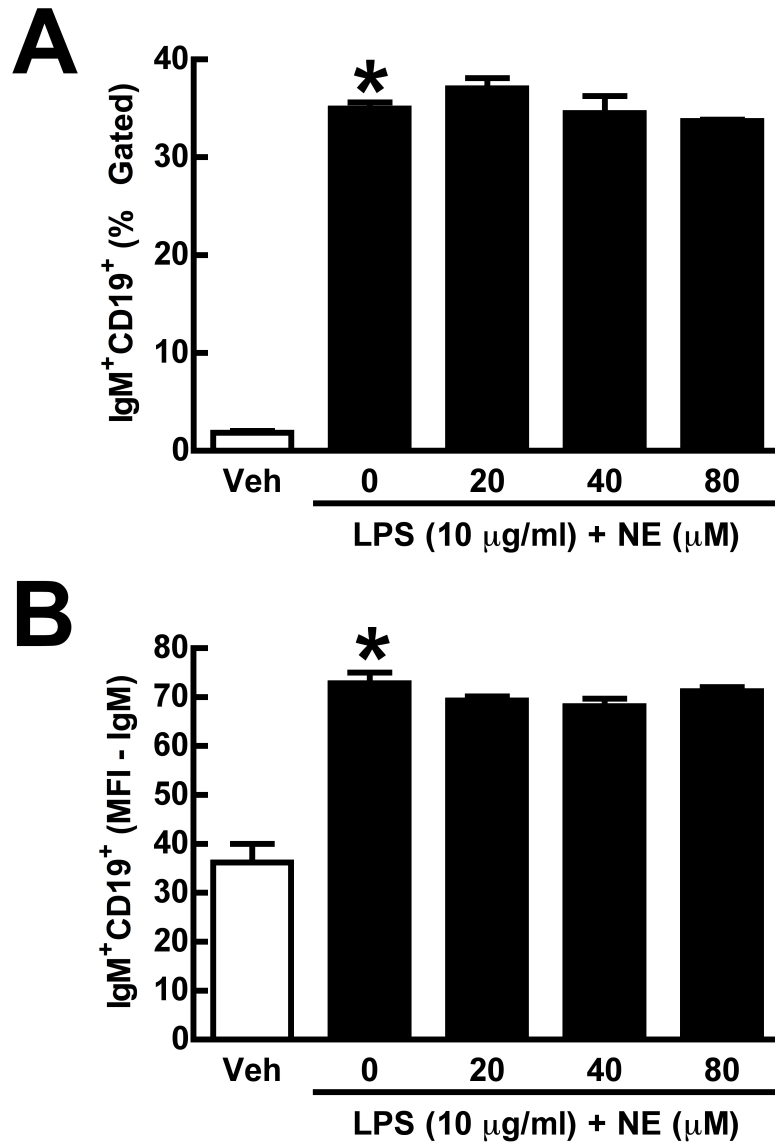 A
IgM⁺CD19⁺ (% Gated)
40
30
20
10
0
*
Veh 0 20 40 80
LPS (10 µg/ml) + NE (µM)
B
IgM⁺CD19⁺ (MFI - IgM)
80
70
60
50
40
30
20
10
0
*
Veh 0 20 40 80
LPS (10 µg/ml) + NE (µM)